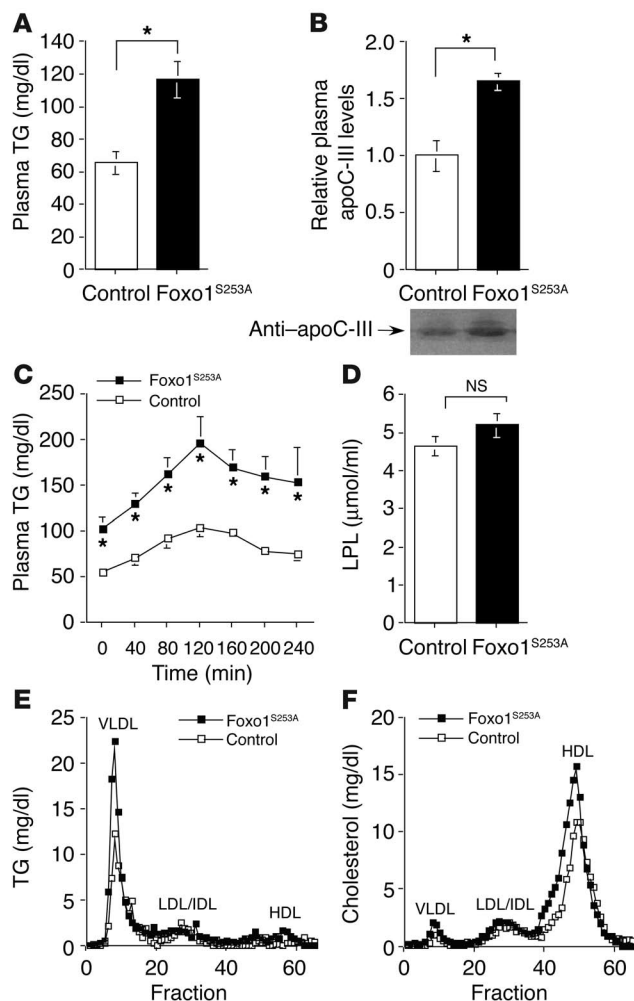 A
Plasma TG (mg/dl)
140
120
100
80
60
40
20
0
*
Control Foxo1S253A
B
Relative plasma
apoC-III levels
2.0
1.5
1.0
0.5
0
*
Control Foxo1S253A
Anti–apoC-III
C
Foxo1S253A
Control
Plasma TG (mg/dl)
250
200
150
100
50
0
* * * * * * *
0 40 80 120 160 200 240
Time (min)
D
LPL (µmol/ml)
6
5
4
3
2
1
0
NS
Control Foxo1S253A
E
Foxo1S253A
Control
TG (mg/dl)
25
20
15
10
5
0
VLDL
LDL/IDL
HDL
0 20 40 60
Fraction
F
Foxo1S253A
Control
Cholesterol (mg/dl)
20
15
10
5
0
VLDL
LDL/IDL
HDL
0 20 40 60
Fraction